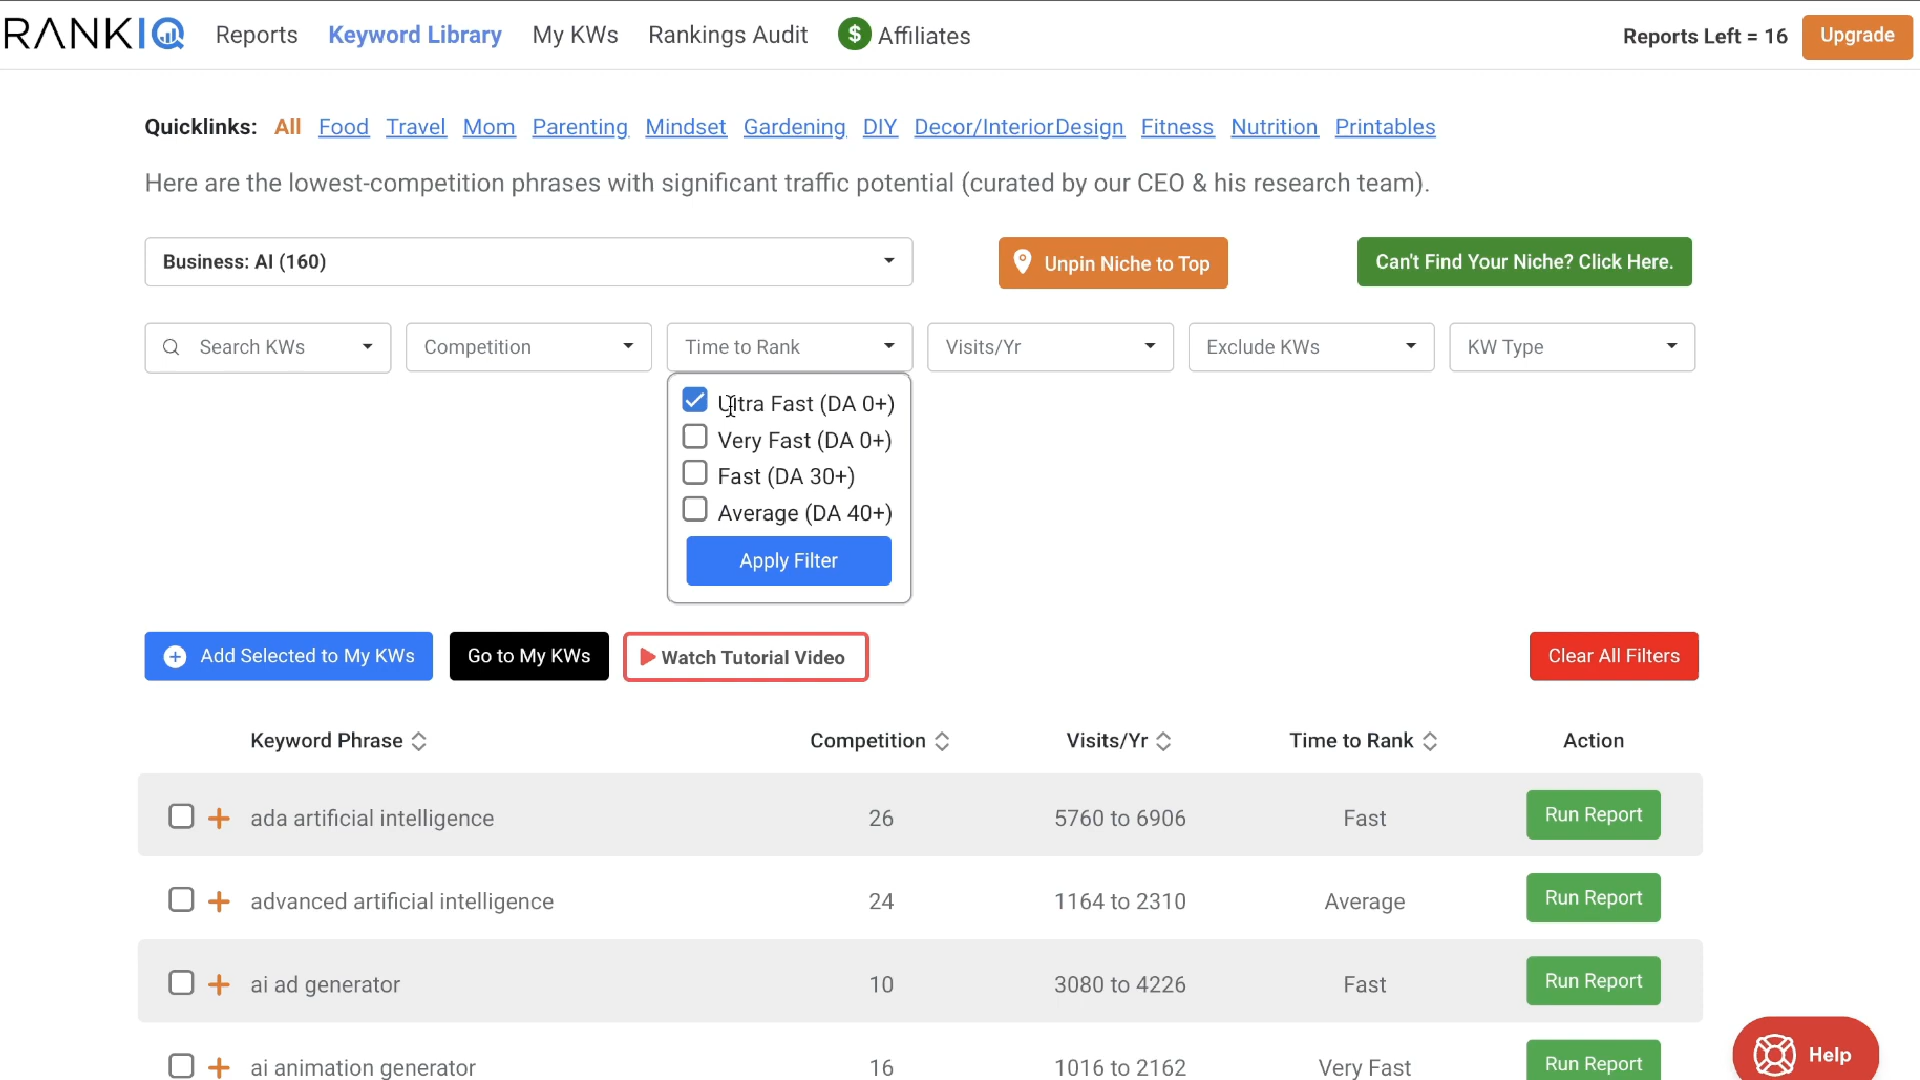 RANKIQ Reports Keyword Library My KWs Rankings Audit $ Affiliates Reports Left = 16 Upgrade
Quicklinks: All Food Travel Mom Parenting Mindset Gardening DIY Decor/InteriorDesign Fitness Nutrition Printables
Here are the lowest-competition phrases with significant traffic potential (curated by our CEO & his research team).
Business: AI (160) Unpin Niche to Top Can't Find Your Niche? Click Here.
Search KWs Competition Time to Rank Visits/Yr Exclude KWs KW Type
Ultra Fast (DA 0+)
Very Fast (DA 0+)
Fast (DA 30+)
Average (DA 40+)
Apply Filter
Add Selected to My KWs Go to My KWs Watch Tutorial Video Clear All Filters
Keyword Phrase Competition Visits/Yr Time to Rank Action
ada artificial intelligence 26 5760 to 6906 Fast Run Report
advanced artificial intelligence 24 1164 to 2310 Average Run Report
ai ad generator 10 3080 to 4226 Fast Run Report
ai animation generator 16 1016 to 2162 Very Fast Run Report
Help